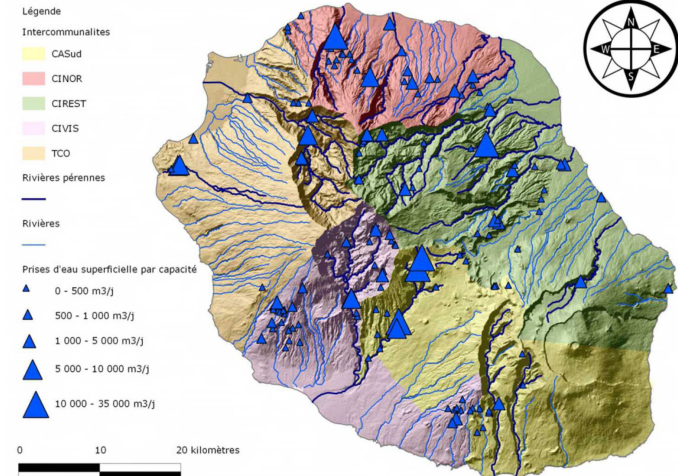 Légende
Intercommunalites
CASud
CINOR
CIREST
CIVIS
TCO
Rivières pérennes
Rivières
Prises d'eau superficielle par capacité
0 - 500 m3/j
500 - 1 000 m3/j
1 000 - 5 000 m3/j
5 000 - 10 000 m3/j
10 000 - 35 000 m3/j
0 10 20 kilomètres
N
W E
S